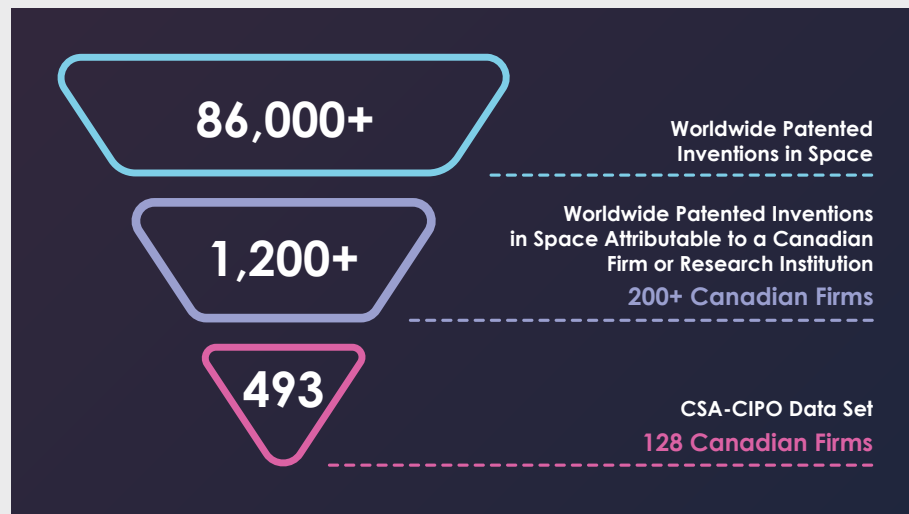 86,000+
Worldwide Patented
Inventions in Space
1,200+
Worldwide Patented Inventions
in Space Attributable to a Canadian
Firm or Research Institution
200+ Canadian Firms
493
CSA-CIPO Data Set
128 Canadian Firms